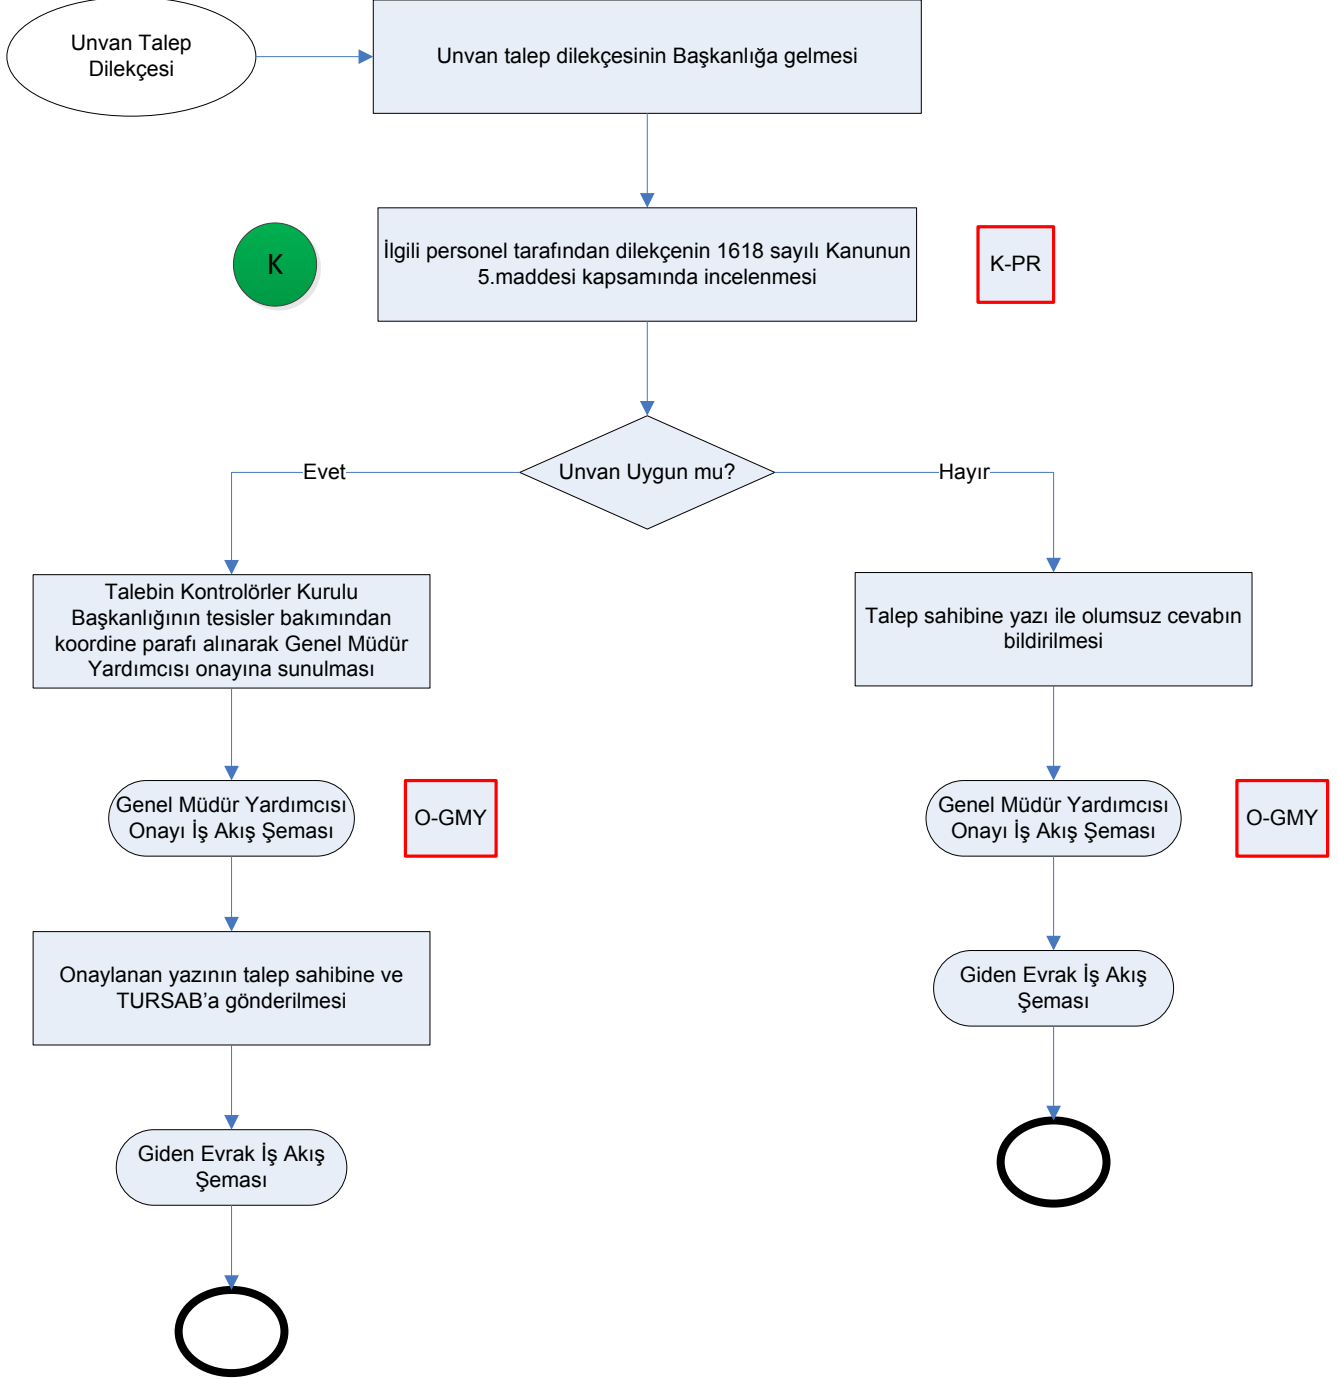 Unvan Talep
Dilekçesi
Unvan talep dilekçesinin Başkanlığa gelmesi
K
İlgili personel tarafından dilekçenin 1618 sayılı Kanunun
5.maddesi kapsamında incelenmesi
K-PR
Evet
Unvan Uygun mu?
Hayır
Talebin Kontrolörler Kurulu
Başkanlığının tesisler bakımından
koordine parafı alınarak Genel Müdür
Yardımcısı onayına sunulması
Talep sahibine yazı ile olumsuz cevabın
bildirilmesi
Genel Müdür Yardımcısı
Onayı İş Akış Şeması
O-GMY
Genel Müdür Yardımcısı
Onayı İş Akış Şeması
O-GMY
Onaylanan yazının talep sahibine ve
TURSAB’a gönderilmesi
Giden Evrak İş Akış
Şeması
Giden Evrak İş Akış
Şeması